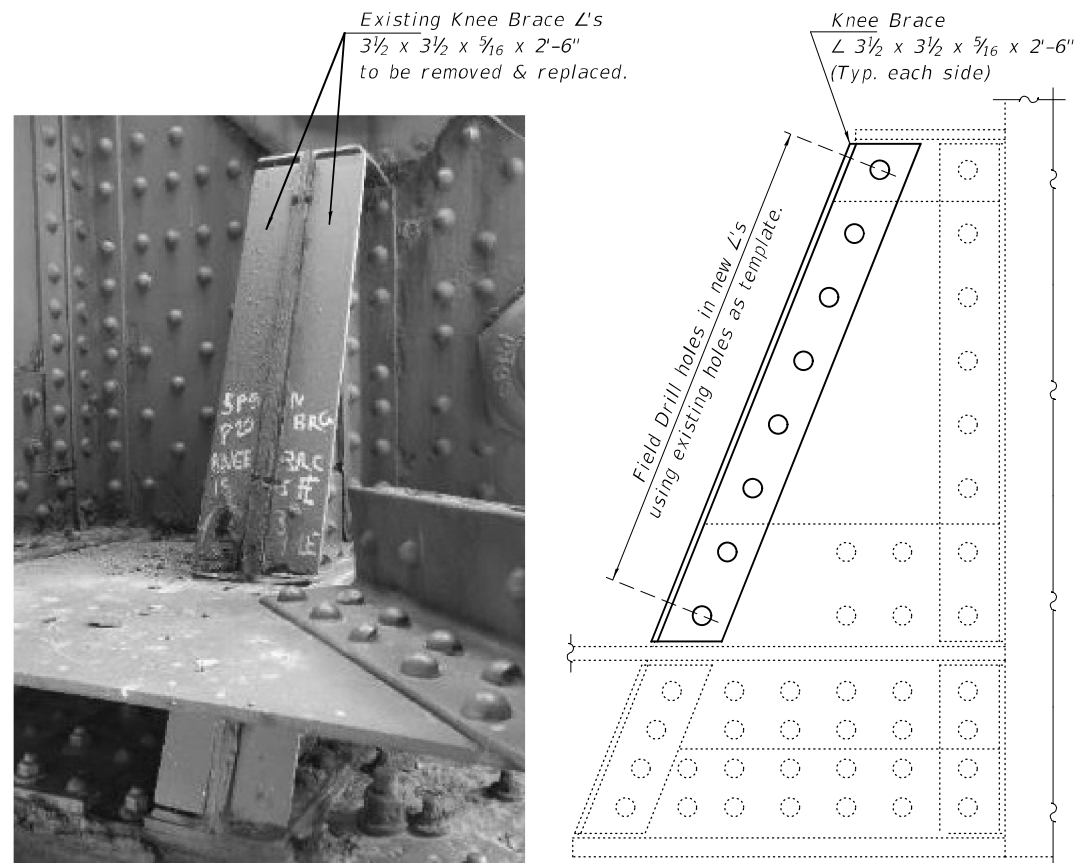 Existing Knee Brace ∠'s
3½ x 3½ x 5/16 x 2'-6"
to be removed & replaced.
Knee Brace
∠ 3½ x 3½ x 5/16 x 2'-6"
(Typ. each side)
Field Drill holes in new ∠'s
using existing holes as template.
N
P20 BRG